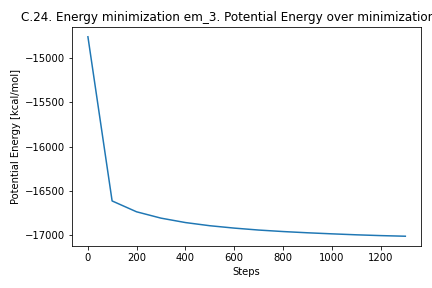 C.24. Energy minimization em_3. Potential Energy over minimization
Potential Energy [kcal/mol]
−15000
−15500
−16000
−16500
−17000
0 200 400 600 800 1000 1200
Steps